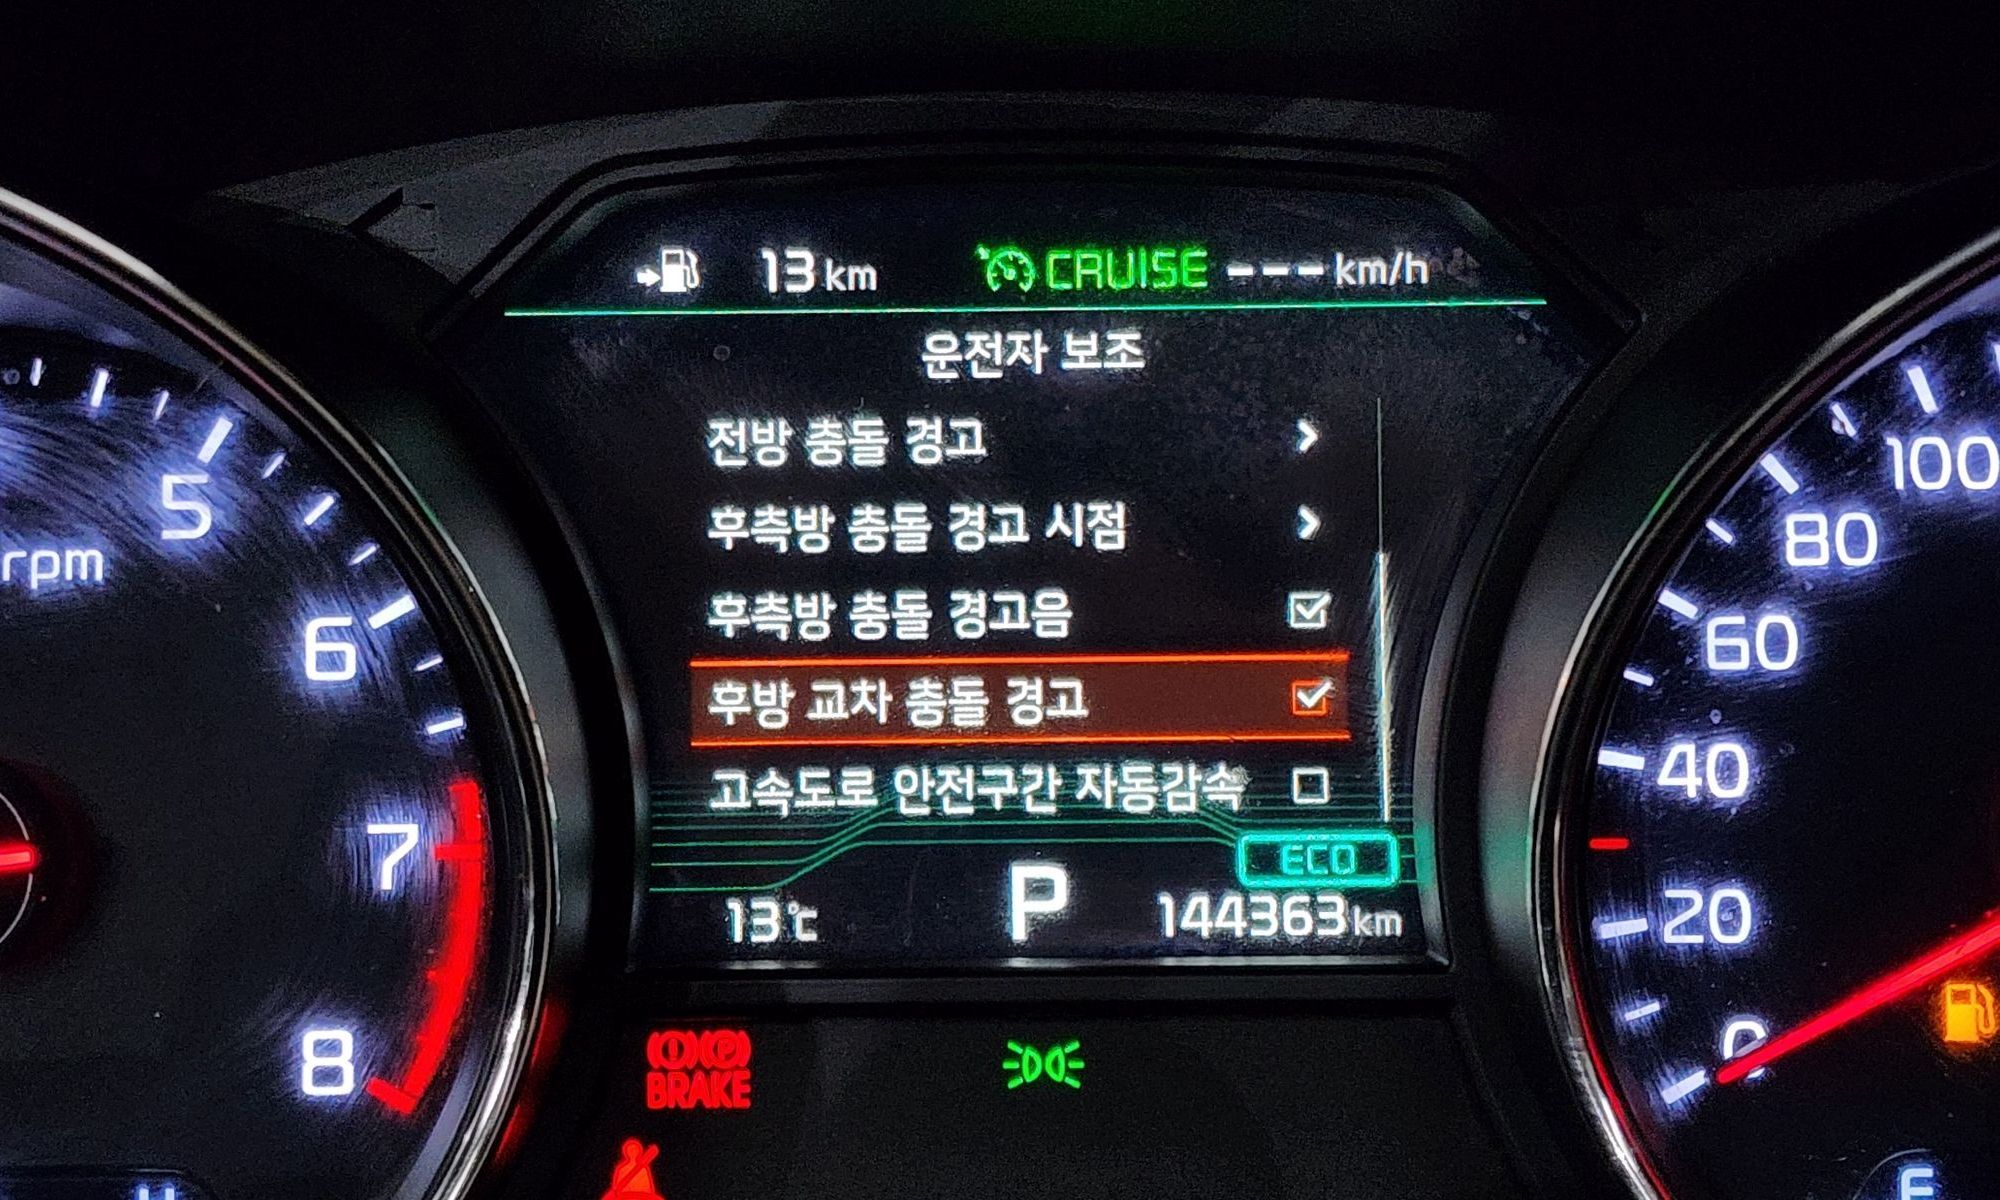 13 km CRUISE ---km/h
운전자 보조
전방 충돌 경고 >
후측방 충돌 경고 시점 >
후측방 충돌 경고음
후방 교차 충돌 경고
고속도로 안전구간 자동감속
ECO
13℃ P 144363km
BRAKE
5
rpm
6
7
8
H
100
80
60
40
20
0
F